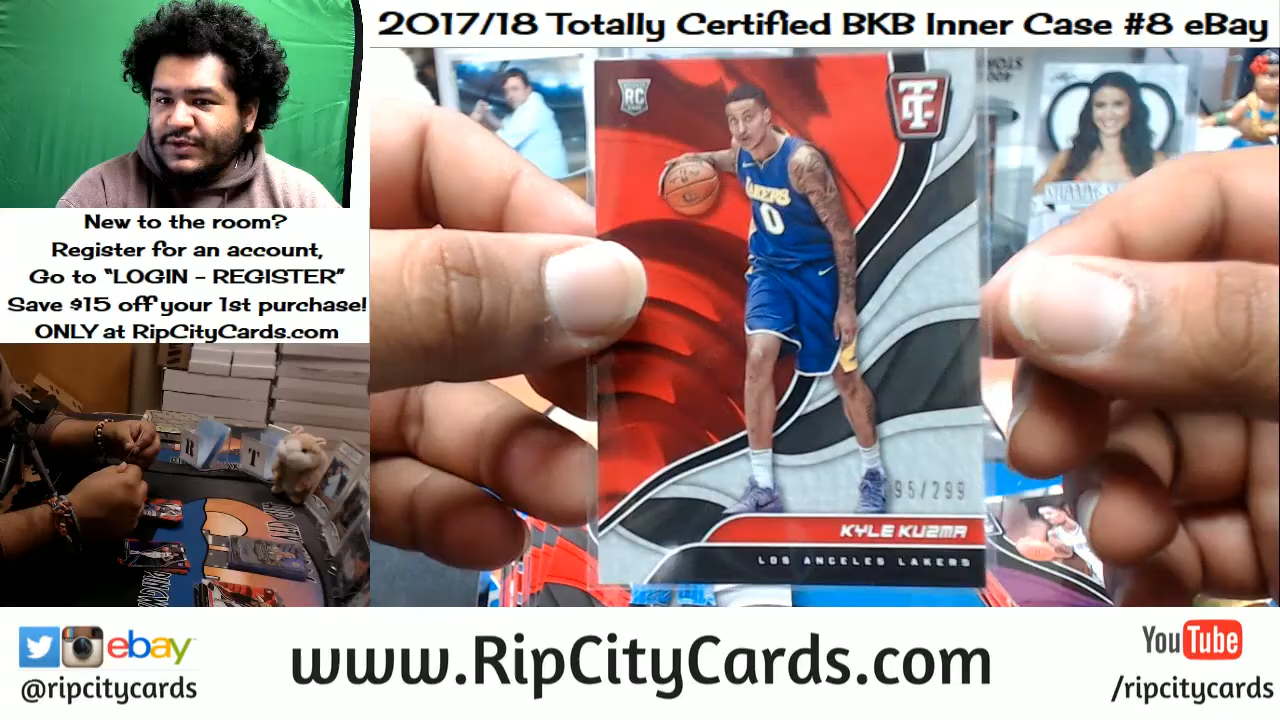 2017/18 Totally Certified BKB Inner Case #8 eBay
New to the room?
Register for an account,
Go to "LOGIN - REGISTER"
Save $15 off your 1st purchase!
ONLY at RipCityCards.com
RC
TC
LAKERS
0
95/299
KYLE KUZMA
LOS ANGELES LAKERS
R
T
ebay
@ripcitycards
www.RipCityCards.com
YouTube
/ripcitycards